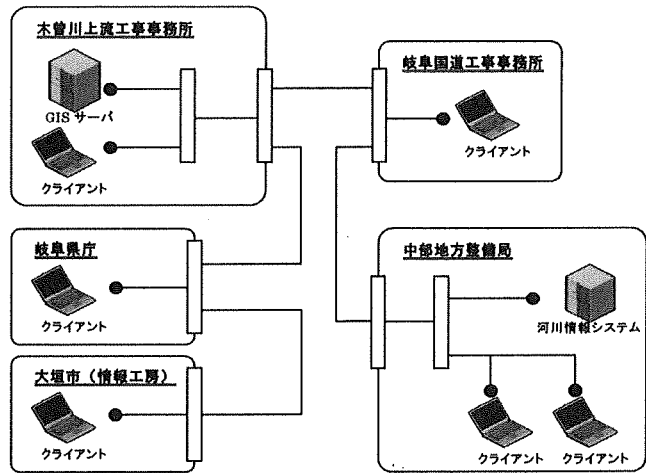 木曽川上流工事事務所
GIS サーバ
クライアント
岐阜国道工事事務所
クライアント
岐阜県庁
クライアント
大垣市（情報工房）
クライアント
中部地方整備局
河川情報システム
クライアント
クライアント